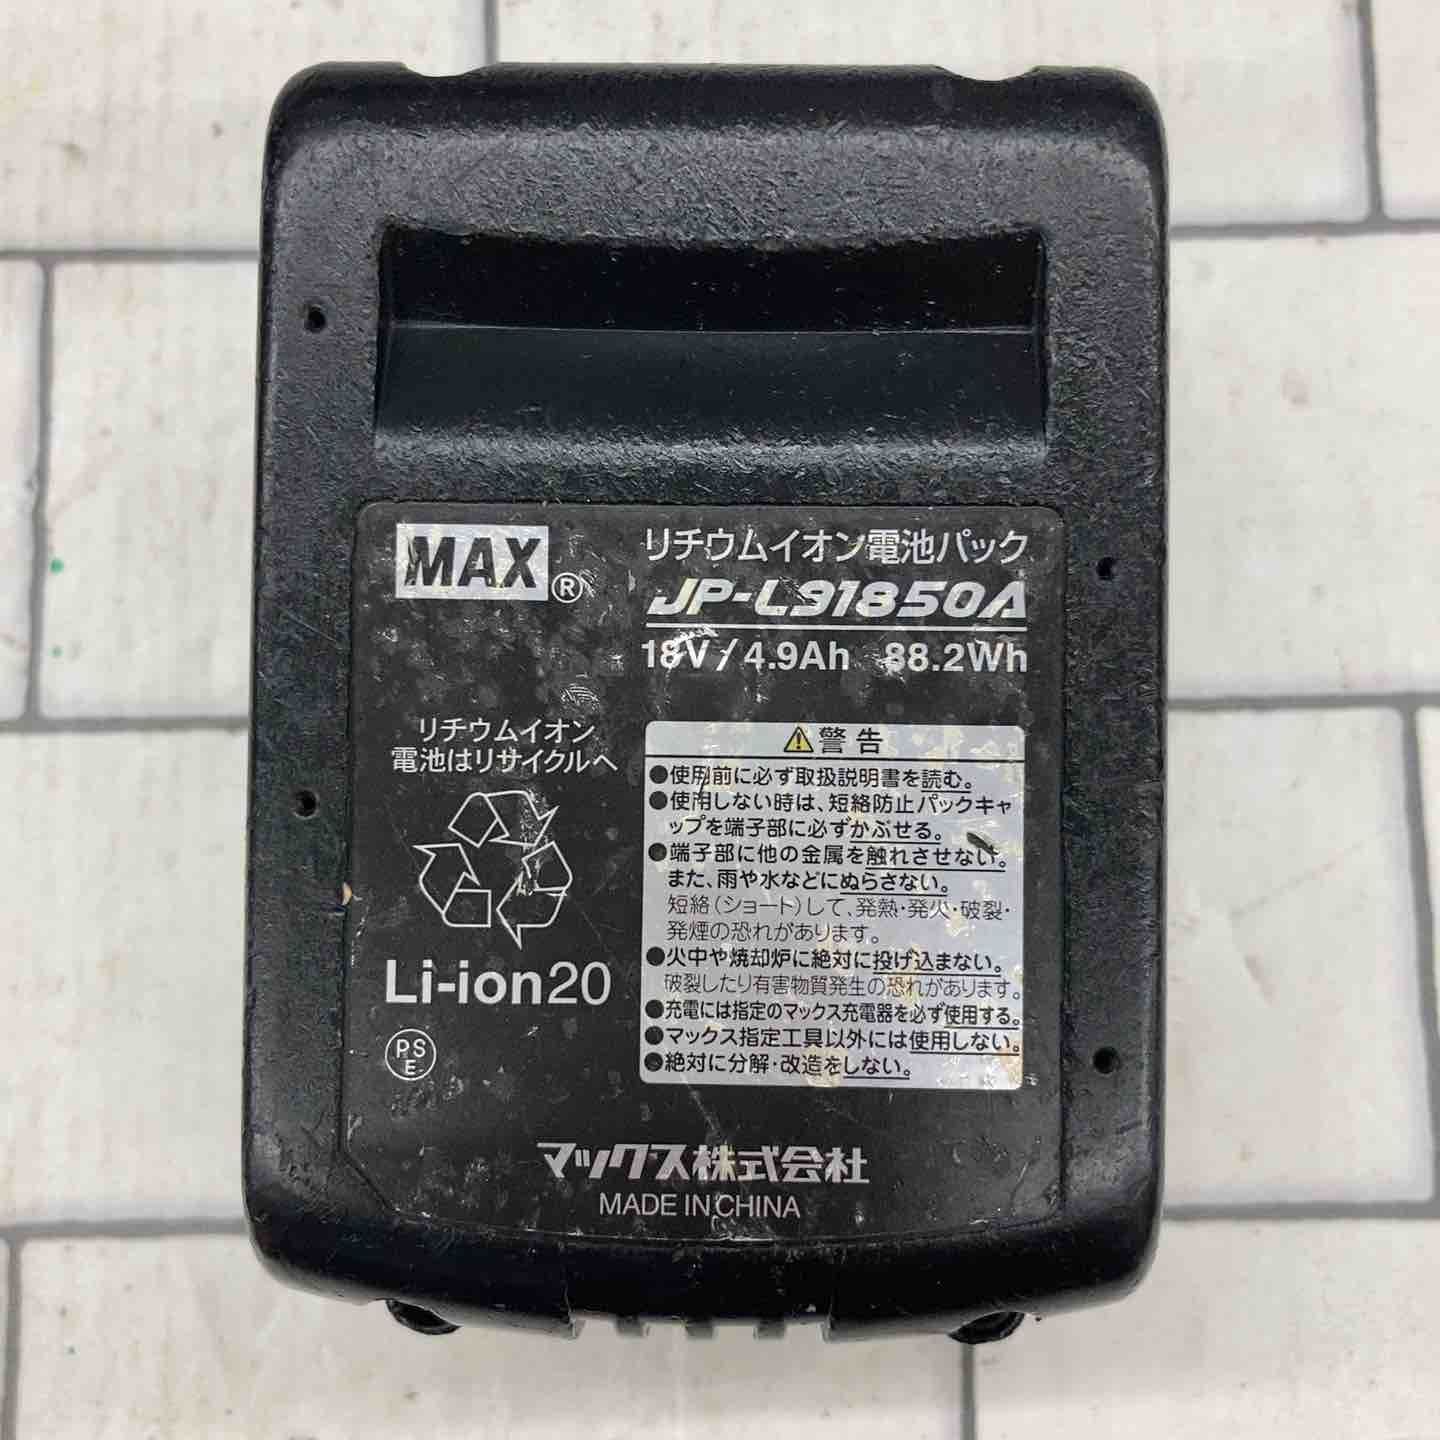 MAX®
リチウムイオン電池パック
JP-L91850A
18V/4.9Ah 88.2Wh
リチウムイオン
電池はリサイクルへ
Li-ion20
PSE
⚠警告
●使用前に必ず取扱説明書を読む。
●使用しない時は、短絡防止パックキャ
ップを端子部に必ずかぶせる。
●端子部に他の金属を触れさせない。
また、雨や水などにぬらさない。
短絡(ショート)して、発熱・発火・破裂・
発煙の恐れがあります。
●火中や焼却炉に絶対に投げ込まない。
破裂したり有害物質発生の恐れがあります。
●充電には指定のマックス充電器を必ず使用する。
●マックス指定工具以外には使用しない。
●絶対に分解・改造をしない。
マックス株式会社
MADE IN CHINA